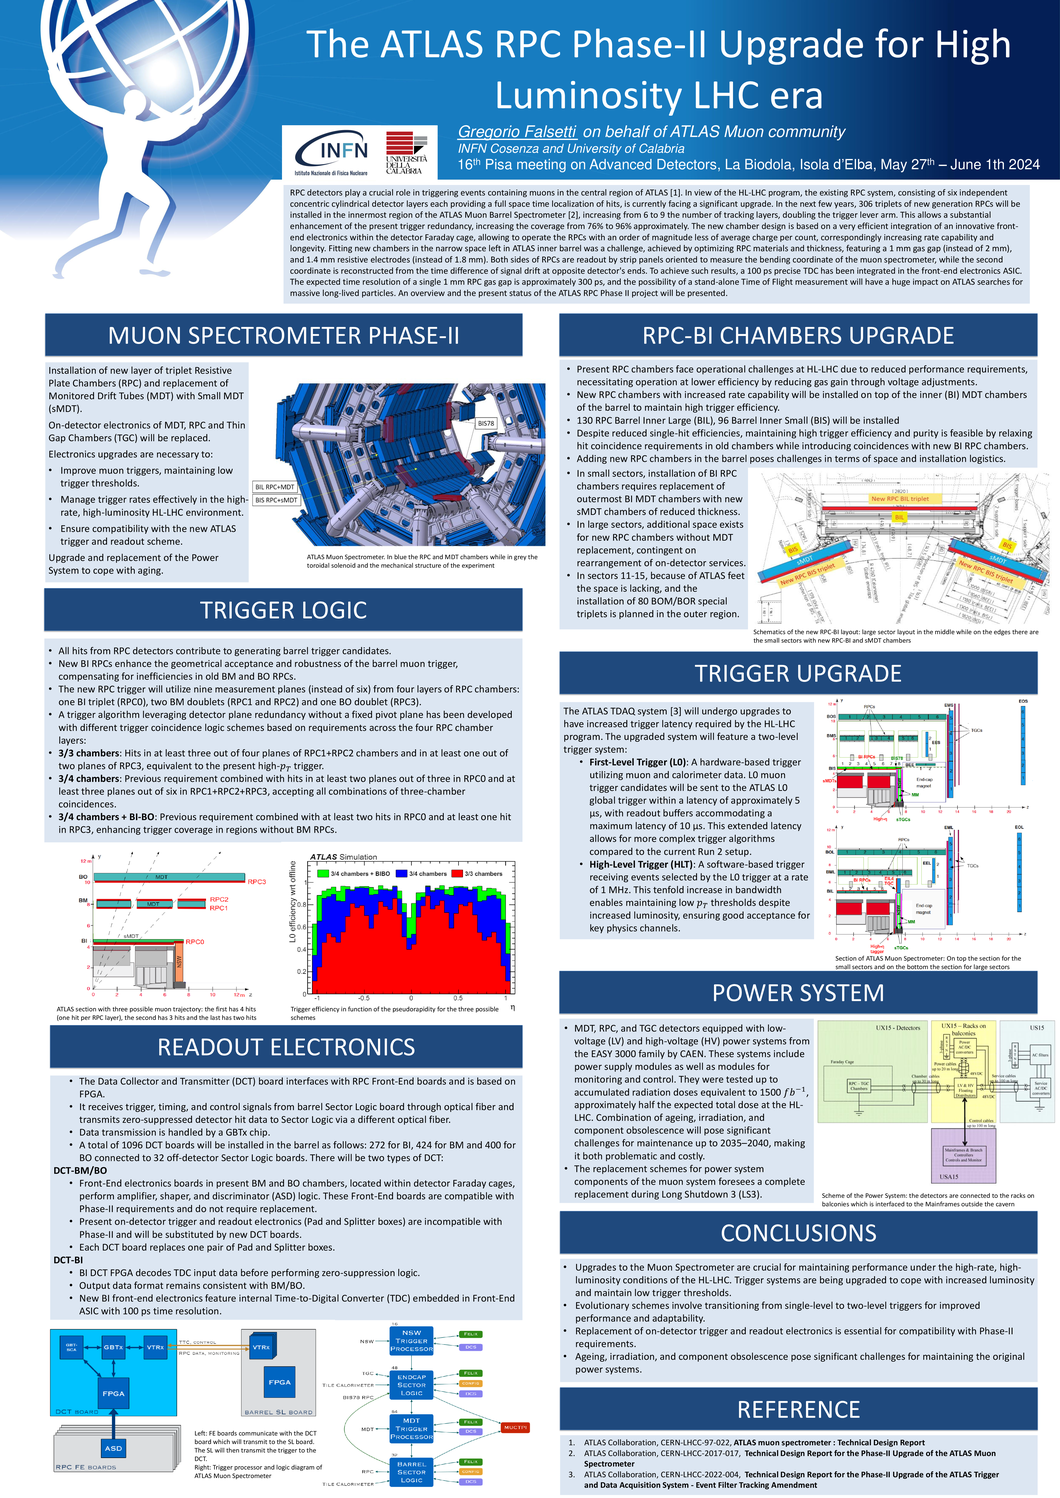 The ATLAS RPC Phase-II Upgrade for High
Luminosity LHC era
INFN
Istituto Nazionale di Fisica Nucleare
UNIVERSITÀ
DELLA
CALABRIA
Gregorio Falsetti on behalf of ATLAS Muon community
INFN Cosenza and University of Calabria
16th Pisa meeting on Advanced Detectors, La Biodola, Isola d'Elba, May 27th – June 1th 2024
RPC detectors play a crucial role in triggering events containing muons in the central region of ATLAS [1]. In view of the HL-LHC program, the existing RPC system, consisting of six independent
concentric cylindrical detector layers each providing a full space time localization of hits, is currently facing a significant upgrade. In the next few years, 306 triplets of new generation RPCs will be
installed in the innermost region of the ATLAS Muon Barrel Spectrometer [2], increasing from 6 to 9 the number of tracking layers, doubling the trigger lever arm. This allows a substantial
enhancement of the present trigger redundancy, increasing the coverage from 76% to 96% approximately. The new chamber design is based on a very efficient integration of an innovative front-
end electronics within the detector Faraday cage, allowing to operate the RPCs with an order of magnitude less of average charge per count, correspondingly increasing rate capability and
longevity. Fitting new chambers in the narrow space left in ATLAS inner barrel was a challenge, achieved by optimizing RPC materials and thickness, featuring a 1 mm gas gap (instead of 2 mm),
and 1.4 mm resistive electrodes (instead of 1.8 mm). Both sides of RPCs are readout by strip panels oriented to measure the bending coordinate of the muon spectrometer, while the second
coordinate is reconstructed from the time difference of signal drift at opposite detector's ends. To achieve such results, a 100 ps precise TDC has been integrated in the front-end electronics ASIC.
The expected time resolution of a single 1 mm RPC gas gap is approximately 300 ps, and the possibility of a stand-alone Time of Flight measurement will have a huge impact on ATLAS searches for
massive long-lived particles. An overview and the present status of the ATLAS RPC Phase II project will be presented.
MUON SPECTROMETER PHASE-II
Installation of new layer of triplet Resistive
Plate Chambers (RPC) and replacement of
Monitored Drift Tubes (MDT) with Small MDT
(sMDT).
On-detector electronics of MDT, RPC and Thin
Gap Chambers (TGC) will be replaced.
Electronics upgrades are necessary to:
• Improve muon triggers, maintaining low
trigger thresholds.
• Manage trigger rates effectively in the high-
rate, high-luminosity HL-LHC environment.
• Ensure compatibility with the new ATLAS
trigger and readout scheme.
Upgrade and replacement of the Power
System to cope with aging.
BIS78
BIL RPC+MDT
BIS RPC+sMDT
ATLAS Muon Spectrometer. In blue the RPC and MDT chambers while in grey the
toroidal solenoid and the mechanical structure of the experiment
TRIGGER LOGIC
• All hits from RPC detectors contribute to generating barrel trigger candidates.
• New BI RPCs enhance the geometrical acceptance and robustness of the barrel muon trigger,
compensating for inefficiencies in old BM and BO RPCs.
• The new RPC trigger will utilize nine measurement planes (instead of six) from four layers of RPC chambers:
one BI triplet (RPC0), two BM doublets (RPC1 and RPC2) and one BO doublet (RPC3).
• A trigger algorithm leveraging detector plane redundancy without a fixed pivot plane has been developed
with different trigger coincidence logic schemes based on requirements across the four RPC chamber
layers:
• 3/3 chambers: Hits in at least three out of four planes of RPC1+RPC2 chambers and in at least one out of
two planes of RPC3, equivalent to the present high-pT trigger.
• 3/4 chambers: Previous requirement combined with hits in at least two planes out of three in RPC0 and at
least three planes out of six in RPC1+RPC2+RPC3, accepting all combinations of three-chamber
coincidences.
• 3/4 chambers + BI-BO: Previous requirement combined with at least two hits in RPC0 and at least one hit
in RPC3, enhancing trigger coverage in regions without BM RPCs.
BO
MDT
RPC3
BM
MDT
RPC2
RPC1
sMDT
BI
RPC0
NSW
0 2 4 6 8 10 12m z
ATLAS section with three possible muon trajectory: the first has 4 hits
(one hit per RPC layer), the second has 3 hits and the last has two hits
ATLAS Simulation
3/4 chambers + BIBO
3/4 chambers
3/3 chambers
L0 efficiency wrt offline
1
0.8
0.6
0.4
0.2
0
-1 -0.5 0 0.5 1
η
Trigger efficiency in function of the pseudorapidity for the three possible
schemes
READOUT ELECTRONICS
• The Data Collector and Transmitter (DCT) board interfaces with RPC Front-End boards and is based on
FPGA.
• It receives trigger, timing, and control signals from barrel Sector Logic board through optical fiber and
transmits zero-suppressed detector hit data to Sector Logic via a different optical fiber.
• Data transmission is handled by a GBTx chip.
• A total of 1096 DCT boards will be installed in the barrel as follows: 272 for BI, 424 for BM and 400 for
BO connected to 32 off-detector Sector Logic boards. There will be two types of DCT:
DCT-BM/BO
• Front-End electronics boards in present BM and BO chambers, located within detector Faraday cages,
perform amplifier, shaper, and discriminator (ASD) logic. These Front-End boards are compatible with
Phase-II requirements and do not require replacement.
• Present on-detector trigger and readout electronics (Pad and Splitter boxes) are incompatible with
Phase-II and will be substituted by new DCT boards.
• Each DCT board replaces one pair of Pad and Splitter boxes.
DCT-BI
• BI DCT FPGA decodes TDC input data before performing zero-suppression logic.
• Output data format remains consistent with BM/BO.
• New BI front-end electronics feature internal Time-to-Digital Converter (TDC) embedded in Front-End
ASIC with 100 ps time resolution.
GBT-
SCA
GBTx
VTRx
TTC, CONTROL
RPC DATA, MONITORING
VTRx
FPGA
FPGA
DCT BOARD
BARREL SL BOARD
ASD
RPC FE BOARDS
Left: FE boards communicate with the DCT
board which will transmit to the SL board.
The SL will then transmit the trigger to the
DCT.
Right: Trigger processor and logic diagram of
ATLAS Muon Spectrometer
NSW
NSW
TRIGGER
PROCESSOR
FELIX
DCS
TGC
TILE CALORIMETER
BIS78 RPC
ENDCAP
SECTOR
LOGIC
FELIX
DCS
MDT
MDT
TRIGGER
PROCESSOR
FELIX
DCS
MUCTPI
RPC
TILE CALORIMETER
BARREL
SECTOR
LOGIC
FELIX
DCS
RPC-BI CHAMBERS UPGRADE
• Present RPC chambers face operational challenges at HL-LHC due to reduced performance requirements,
necessitating operation at lower efficiency by reducing gas gain through voltage adjustments.
• New RPC chambers with increased rate capability will be installed on top of the inner (BI) MDT chambers
of the barrel to maintain high trigger efficiency.
• 130 RPC Barrel Inner Large (BIL), 96 Barrel Inner Small (BIS) will be installed
• Despite reduced single-hit efficiencies, maintaining high trigger efficiency and purity is feasible by relaxing
hit coincidence requirements in old chambers while introducing coincidences with new BI RPC chambers.
• Adding new RPC chambers in the barrel poses challenges in terms of space and installation logistics.
• In small sectors, installation of BI RPC
chambers requires replacement of
outermost BI MDT chambers with new
sMDT chambers of reduced thickness.
• In large sectors, additional space exists
for new RPC chambers without MDT
replacement, contingent on
rearrangement of on-detector services.
• In sectors 11-15, because of ATLAS feet
the space is lacking, and the
installation of 80 BOM/BOR special
triplets is planned in the outer region.
New RPC BIL triplet
BIL
BIS
BIS
sMDT
sMDT
New RPC BIS triplet
New RPC BIS triplet
Schematics of the new RPC-BI layout: large sector layout in the middle while on the edges there are
the small sectors with new RPC-BI and sMDT chambers
TRIGGER UPGRADE
The ATLAS TDAQ system [3] will undergo upgrades to
have increased trigger latency required by the HL-LHC
program. The upgraded system will feature a two-level
trigger system:
• First-Level Trigger (L0): A hardware-based trigger
utilizing muon and calorimeter data. L0 muon
trigger candidates will be sent to the ATLAS L0
global trigger within a latency of approximately 5
μs, with readout buffers accommodating a
maximum latency of 10 μs. This extended latency
allows for more complex trigger algorithms
compared to the current Run 2 setup.
• High-Level Trigger (HLT): A software-based trigger
receiving events selected by the L0 trigger at a rate
of 1 MHz. This tenfold increase in bandwidth
enables maintaining low pT thresholds despite
increased luminosity, ensuring good acceptance for
key physics channels.
RPCs
EOS
BOS
BMS
TGCs
EES
BI RPCs
BIS78
BIS
sMDTs
End-cap
magnet
MM
sTGCs
RPCs
EOL
BOL
BML
TGCs
EEL
BI RPCs
BIL
End-cap
magnet
MM
sTGCs
Section of ATLAS Muon Spectrometer: On top the section for the
small sectors and on the bottom the section for large sectors
POWER SYSTEM
• MDT, RPC, and TGC detectors equipped with low-
voltage (LV) and high-voltage (HV) power systems from
the EASY 3000 family by CAEN. These systems include
power supply modules as well as modules for
monitoring and control. They were tested up to
accumulated radiation doses equivalent to 1500 fb−1,
approximately half the expected total dose at the HL-
LHC. Combination of ageing, irradiation, and
component obsolescence will pose significant
challenges for maintenance up to 2035–2040, making
it both problematic and costly.
• The replacement schemes for power system
components of the muon system foresees a complete
replacement during Long Shutdown 3 (LS3).
UX15 - Detectors
UX15 – Racks on
balconies
US15
Faraday Cage
RPC - TGC
Chambers
Chamber cables
up to 20 m long
Power
AC/DC
converters
Power cables
48VDC
LV & HV
Floating
Distributors
Service cables
up to 100 m long
AC filters
Service
AC/DC
converters
48VDC
Control cables
up to 100 m long
Mainframes & Branch
Controllers
Controls and Monitor
USA15
Scheme of the Power System: the detectors are connected to the racks on
balconies which is interfaced to the Mainframes outside the cavern
CONCLUSIONS
• Upgrades to the Muon Spectrometer are crucial for maintaining performance under the high-rate, high-
luminosity conditions of the HL-LHC. Trigger systems are being upgraded to cope with increased luminosity
and maintain low trigger thresholds.
• Evolutionary schemes involve transitioning from single-level to two-level triggers for improved
performance and adaptability.
• Replacement of on-detector trigger and readout electronics is essential for compatibility with Phase-II
requirements.
• Ageing, irradiation, and component obsolescence pose significant challenges for maintaining the original
power systems.
REFERENCE
1. ATLAS Collaboration, CERN-LHCC-97-022, ATLAS muon spectrometer : Technical Design Report
2. ATLAS Collaboration, CERN-LHCC-2017-017, Technical Design Report for the Phase-II Upgrade of the ATLAS Muon
Spectrometer
3. ATLAS Collaboration, CERN-LHCC-2022-004, Technical Design Report for the Phase-II Upgrade of the ATLAS Trigger
and Data Acquisition System - Event Filter Tracking Amendment